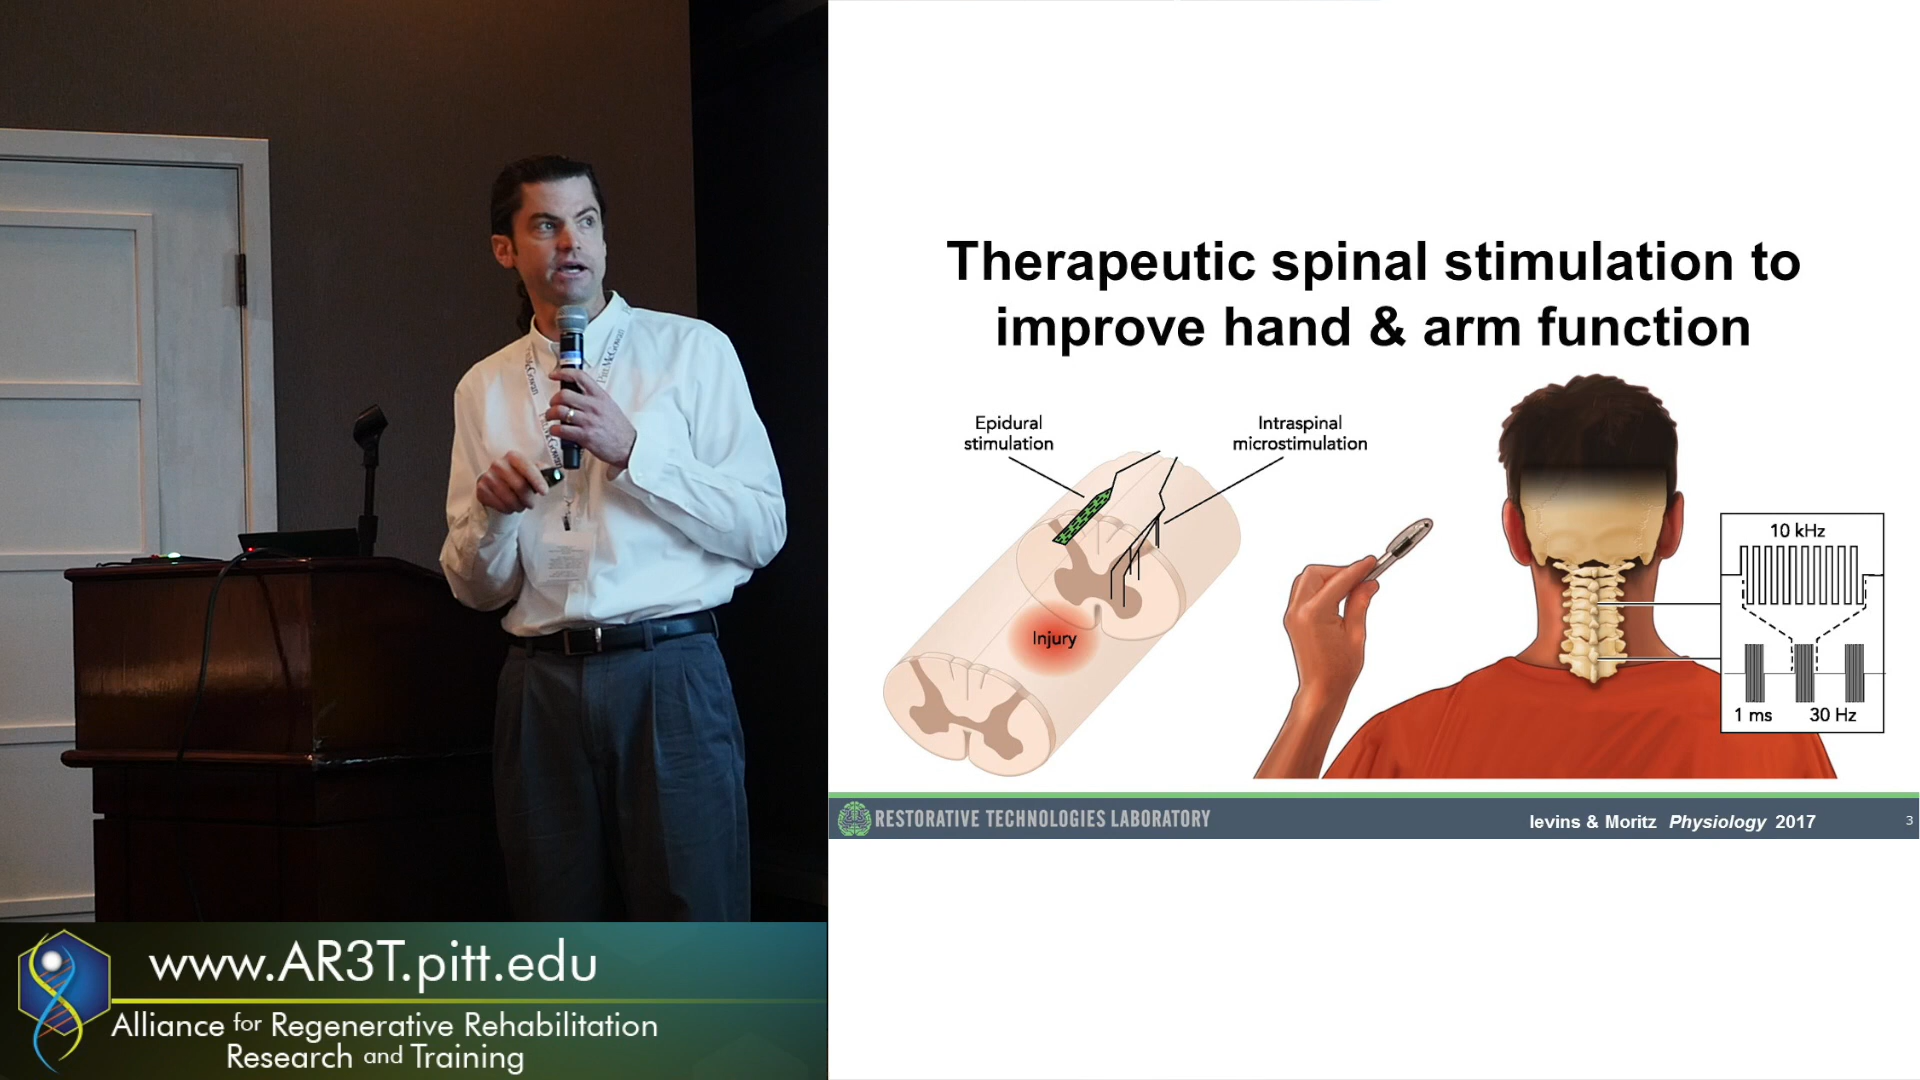 Pitt McGowan
www.AR3T.pitt.edu
Alliance for Regenerative Rehabilitation
Research and Training
Therapeutic spinal stimulation to
improve hand & arm function
Epidural
stimulation
Intraspinal
microstimulation
Injury
10 kHz
1 ms
30 Hz
RESTORATIVE TECHNOLOGIES LABORATORY
Ievins & Moritz Physiology 2017
3